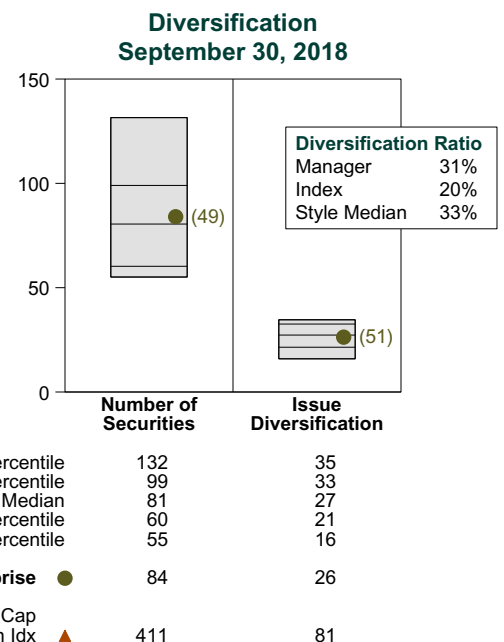 Diversification
September 30, 2018
150
100
50
0
(49)
(51)
Diversification Ratio
Manager 31%
Index 20%
Style Median 33%
Number of Issue
Securities Diversification
132 35
99 33
Median 81 27
60 21
55 16
84 26
Cap
Idx 411 81